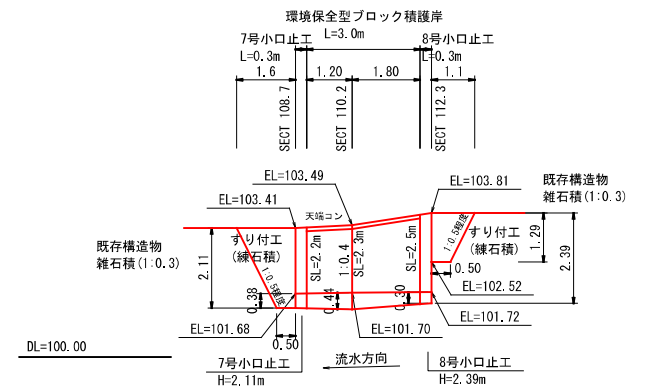 環境保全型ブロック積護岸
L=3.0m
7号小口止工
L=0.3m
8号小口止工
L=0.3m
1.6
1.20
1.80
1.1
SECT 108.7
SECT 110.2
SECT 112.3
EL=103.49
EL=103.81
EL=103.41
既存構造物
雑石積(1:0.3)
天端コン
既存構造物
雑石積(1:0.3)
すり付工
(練石積)
すり付工
(練石積)
1:0.5程度
1:0.5程度
2.11
SL=2.2m
1:0.4
SL=2.3m
SL=2.5m
1.29
2.39
0.38
0.44
0.30
0.50
0.50
EL=102.52
EL=101.68
EL=101.70
EL=101.72
DL=100.00
7号小口止工
H=2.11m
流水方向
8号小口止工
H=2.39m